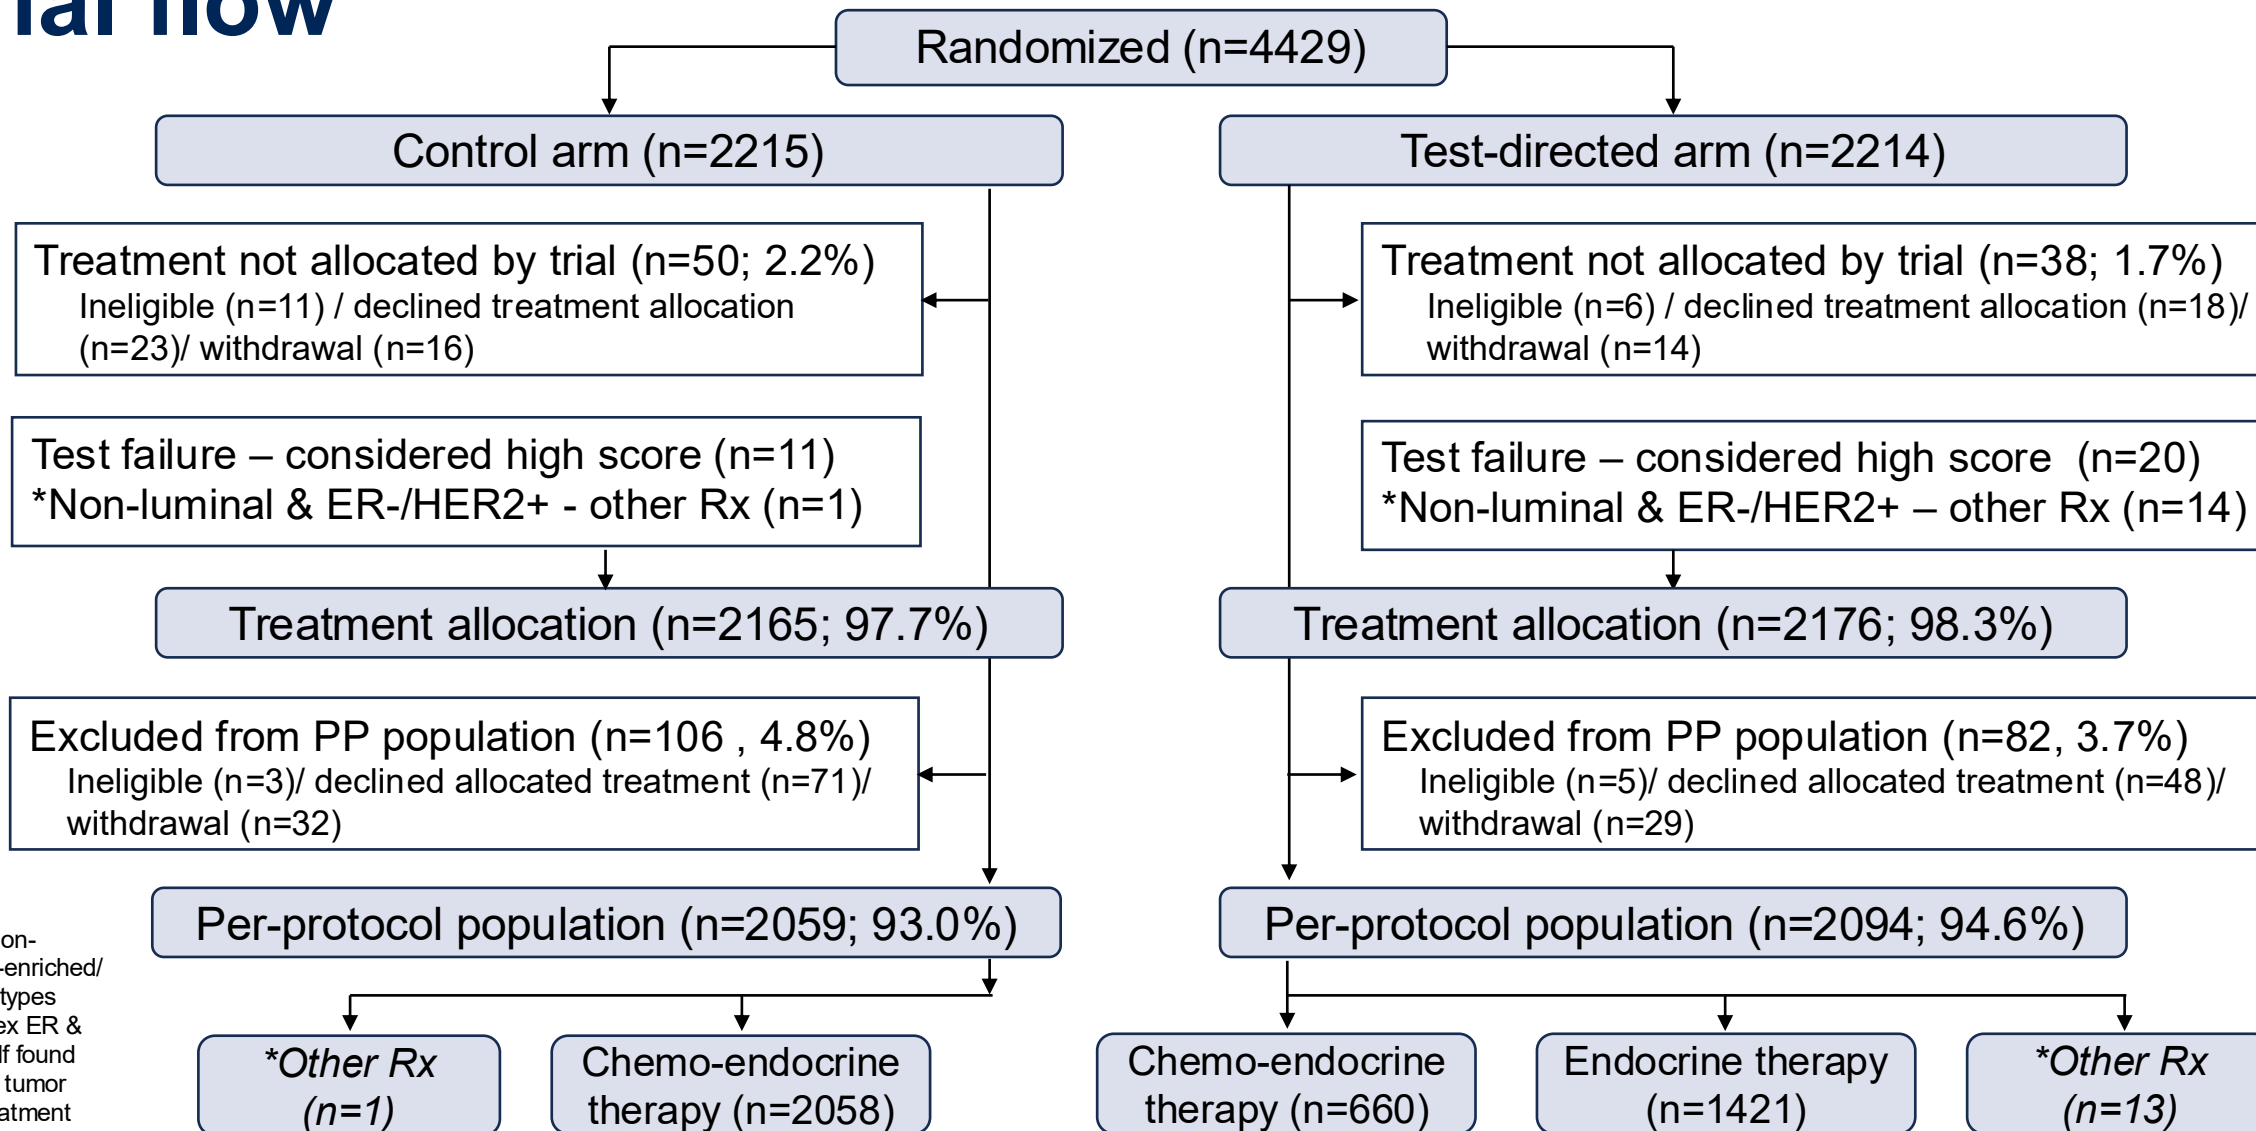 flow
Randomized (n=4429)
Control arm (n=2215)
Test-directed arm (n=2214)
Treatment not allocated by trial (n=50; 2.2%)
Ineligible (n=11) / declined treatment allocation
(n=23)/ withdrawal (n=16)
Treatment not allocated by trial (n=38; 1.7%)
Ineligible (n=6) / declined treatment allocation (n=18)/
withdrawal (n=14)
Test failure – considered high score (n=11)
*Non-luminal & ER-/HER2+ - other Rx (n=1)
Test failure – considered high score (n=20)
*Non-luminal & ER-/HER2+ – other Rx (n=14)
Treatment allocation (n=2165; 97.7%)
Treatment allocation (n=2176; 98.3%)
Excluded from PP population (n=106 , 4.8%)
Ineligible (n=3)/ declined allocated treatment (n=71)/
withdrawal (n=32)
Excluded from PP population (n=82, 3.7%)
Ineligible (n=5)/ declined allocated treatment (n=48)/
withdrawal (n=29)
Per-protocol population (n=2059; 93.0%)
Per-protocol population (n=2094; 94.6%)
on-
-enriched/
types
ex ER &
If found
tumor
atment
*Other Rx
(n=1)
Chemo-endocrine
therapy (n=2058)
Chemo-endocrine
therapy (n=660)
Endocrine therapy
(n=1421)
*Other Rx
(n=13)